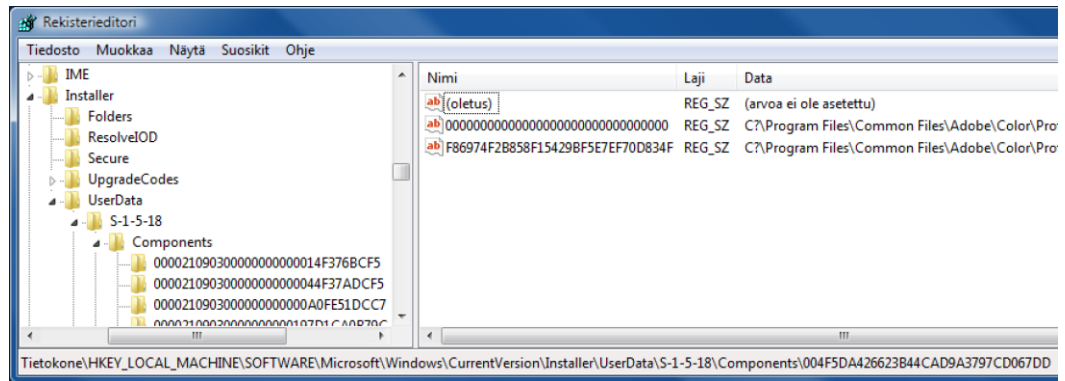 Rekisterieditori
Tiedosto Muokkaa Näytä Suosikit Ohje
IME
Installer
Folders
ResolveIOD
Secure
UpgradeCodes
UserData
S-1-5-18
Components
000021090300000000000014F376BCF5
000021090300000000000044F37ADCF5
0000210903000000000000A0FE51DCC7
Nimi Laji Data
(oletus) REG_SZ (arvoa ei ole asetettu)
00000000000000000000000000000000 REG_SZ C?\Program Files\Common Files\Adobe\Color\Pro
F86974F2B858F15429BF5E7EF70D834F REG_SZ C?\Program Files\Common Files\Adobe\Color\Pro
Tietokone\HKEY_LOCAL_MACHINE\SOFTWARE\Microsoft\Windows\CurrentVersion\Installer\UserData\S-1-5-18\Components\004F5DA426623B44CAD9A3797CD067DD